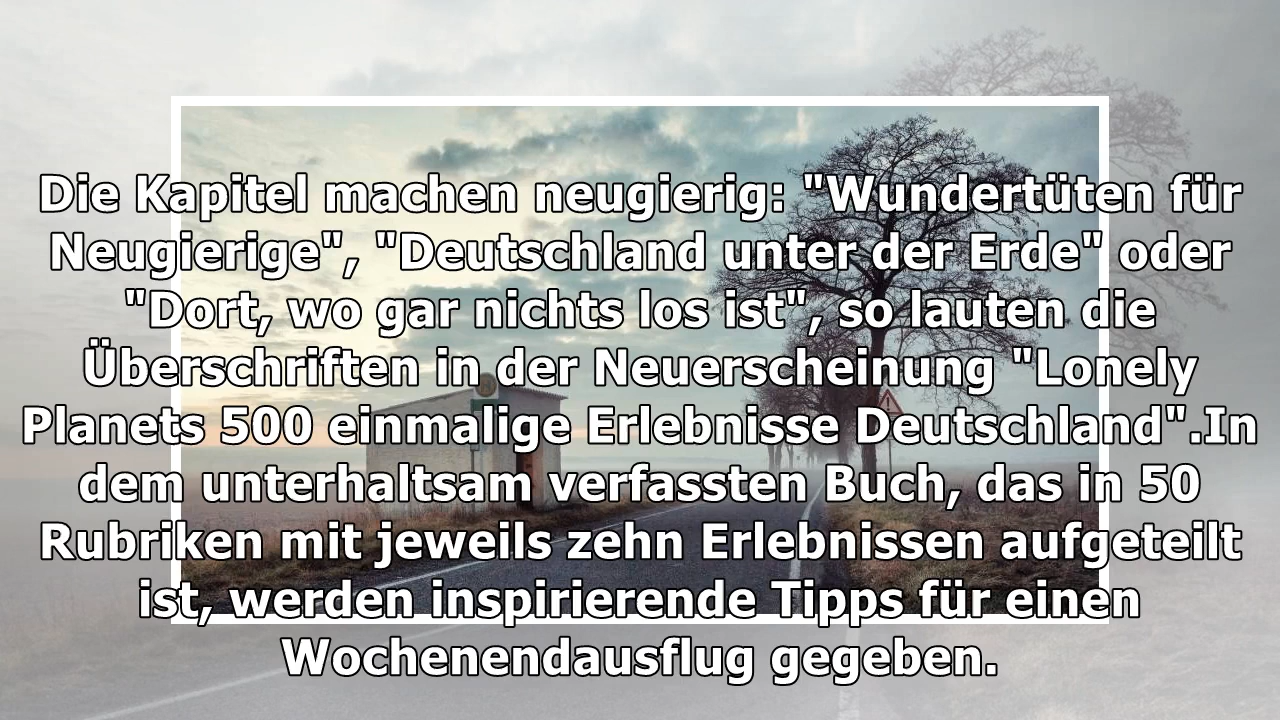 Die Kapitel machen neugierig: "Wundertüten für
Neugierige", "Deutschland unter der Erde" oder
"Dort, wo gar nichts los ist", so lauten die
Überschriften in der Neuerscheinung "Lonely
Planets 500 einmalige Erlebnisse Deutschland".In
dem unterhaltsam verfassten Buch, das in 50
Rubriken mit jeweils zehn Erlebnissen aufgeteilt
ist, werden inspirierende Tipps für einen
Wochenendausflug gegeben.